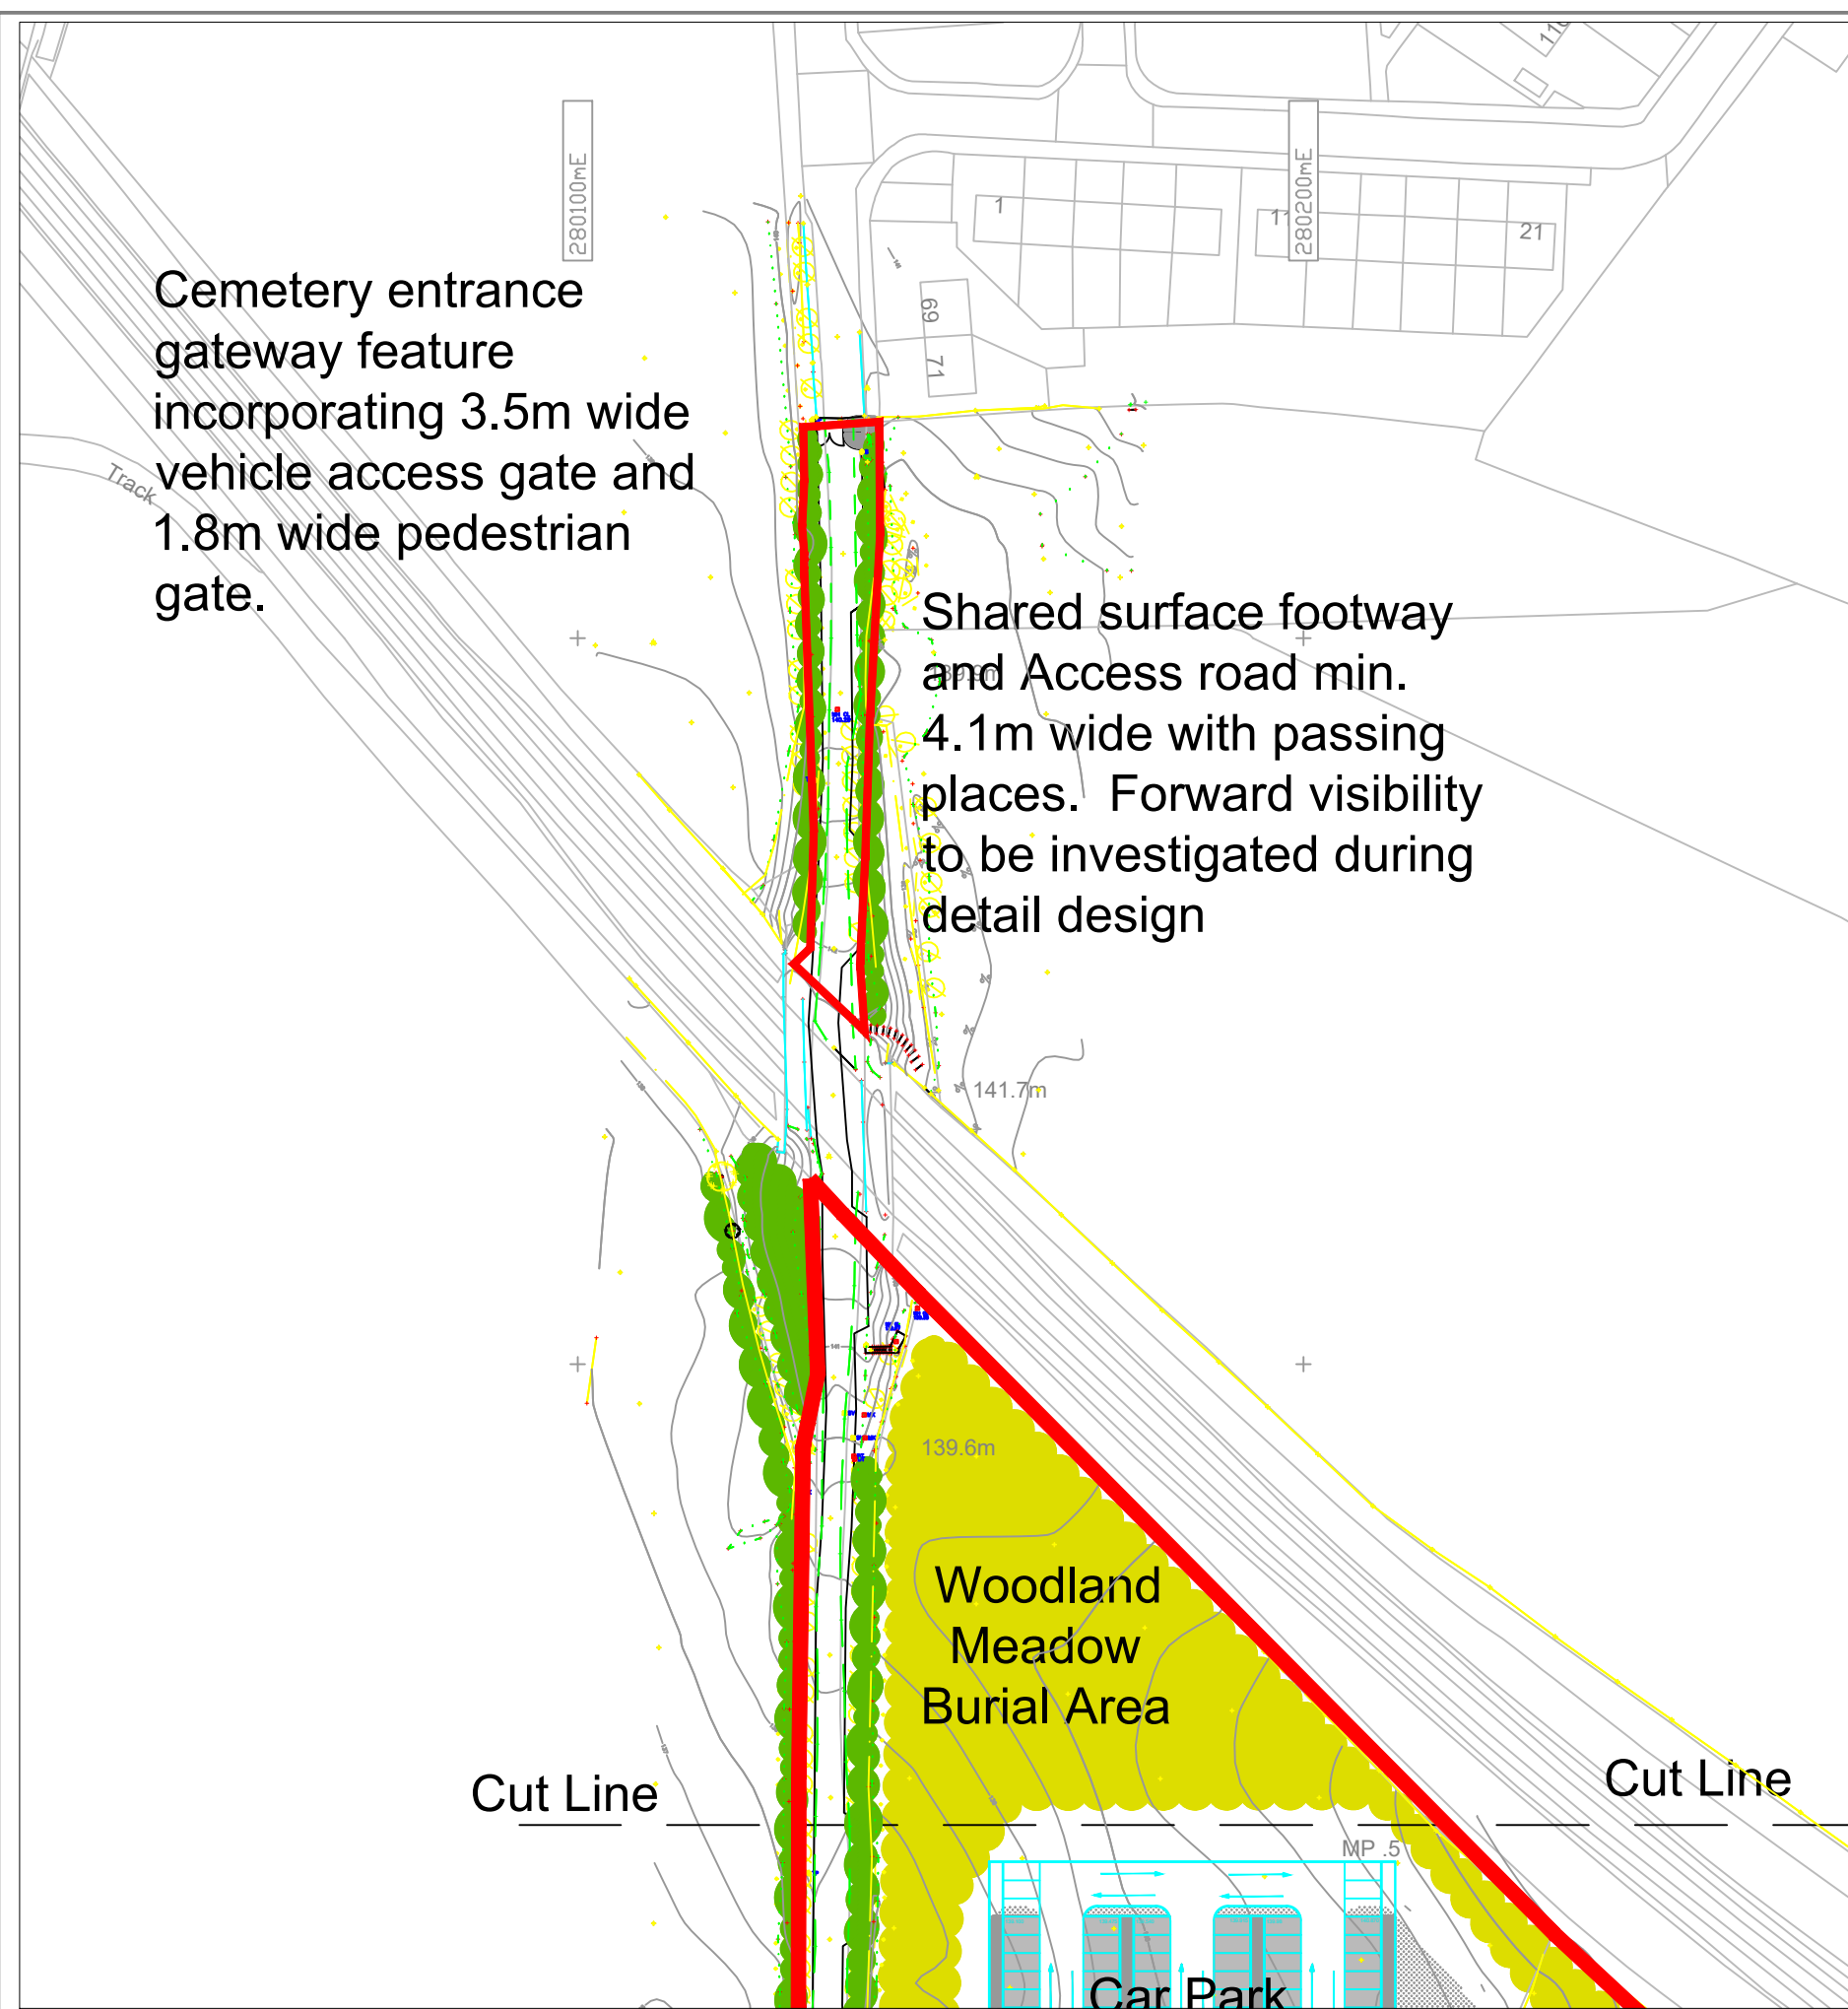 110
280100mE
280200mE
1
21
69
71
Cemetery entrance
gateway feature
incorporating 3.5m wide
vehicle access gate and
1.8m wide pedestrian
gate.
Track
Shared surface footway
and Access road min.
4.1m wide with passing
places.  Forward visibility
to be investigated during
detail design
139.9m
141.7m
139.6m
Woodland
Meadow
Burial Area
Cut Line
Cut Line
MP .5
Car Park